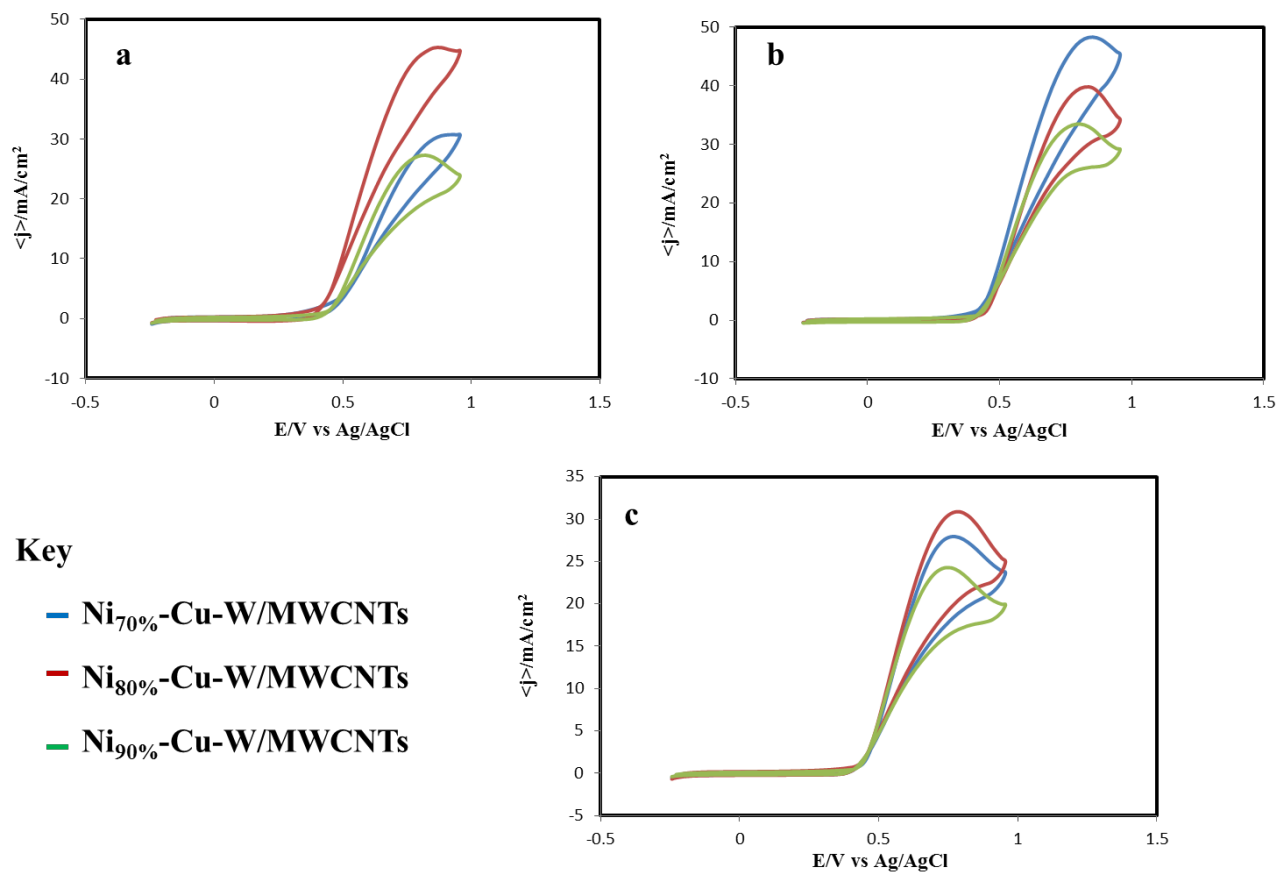 a
50
40
30
20
10
0
-10
-0.5
0
0.5
1
1.5
<j>/mA/cm²
E/V vs Ag/AgCl
b
50
40
30
20
10
0
-10
-0.5
0
0.5
1
1.5
<j>/mA/cm²
E/V vs Ag/AgCl
Key
Ni70%-Cu-W/MWCNTs
Ni80%-Cu-W/MWCNTs
Ni90%-Cu-W/MWCNTs
c
35
30
25
20
15
10
5
0
-5
-0.5
0
0.5
1
1.5
<j>/mA/cm²
E/V vs Ag/AgCl